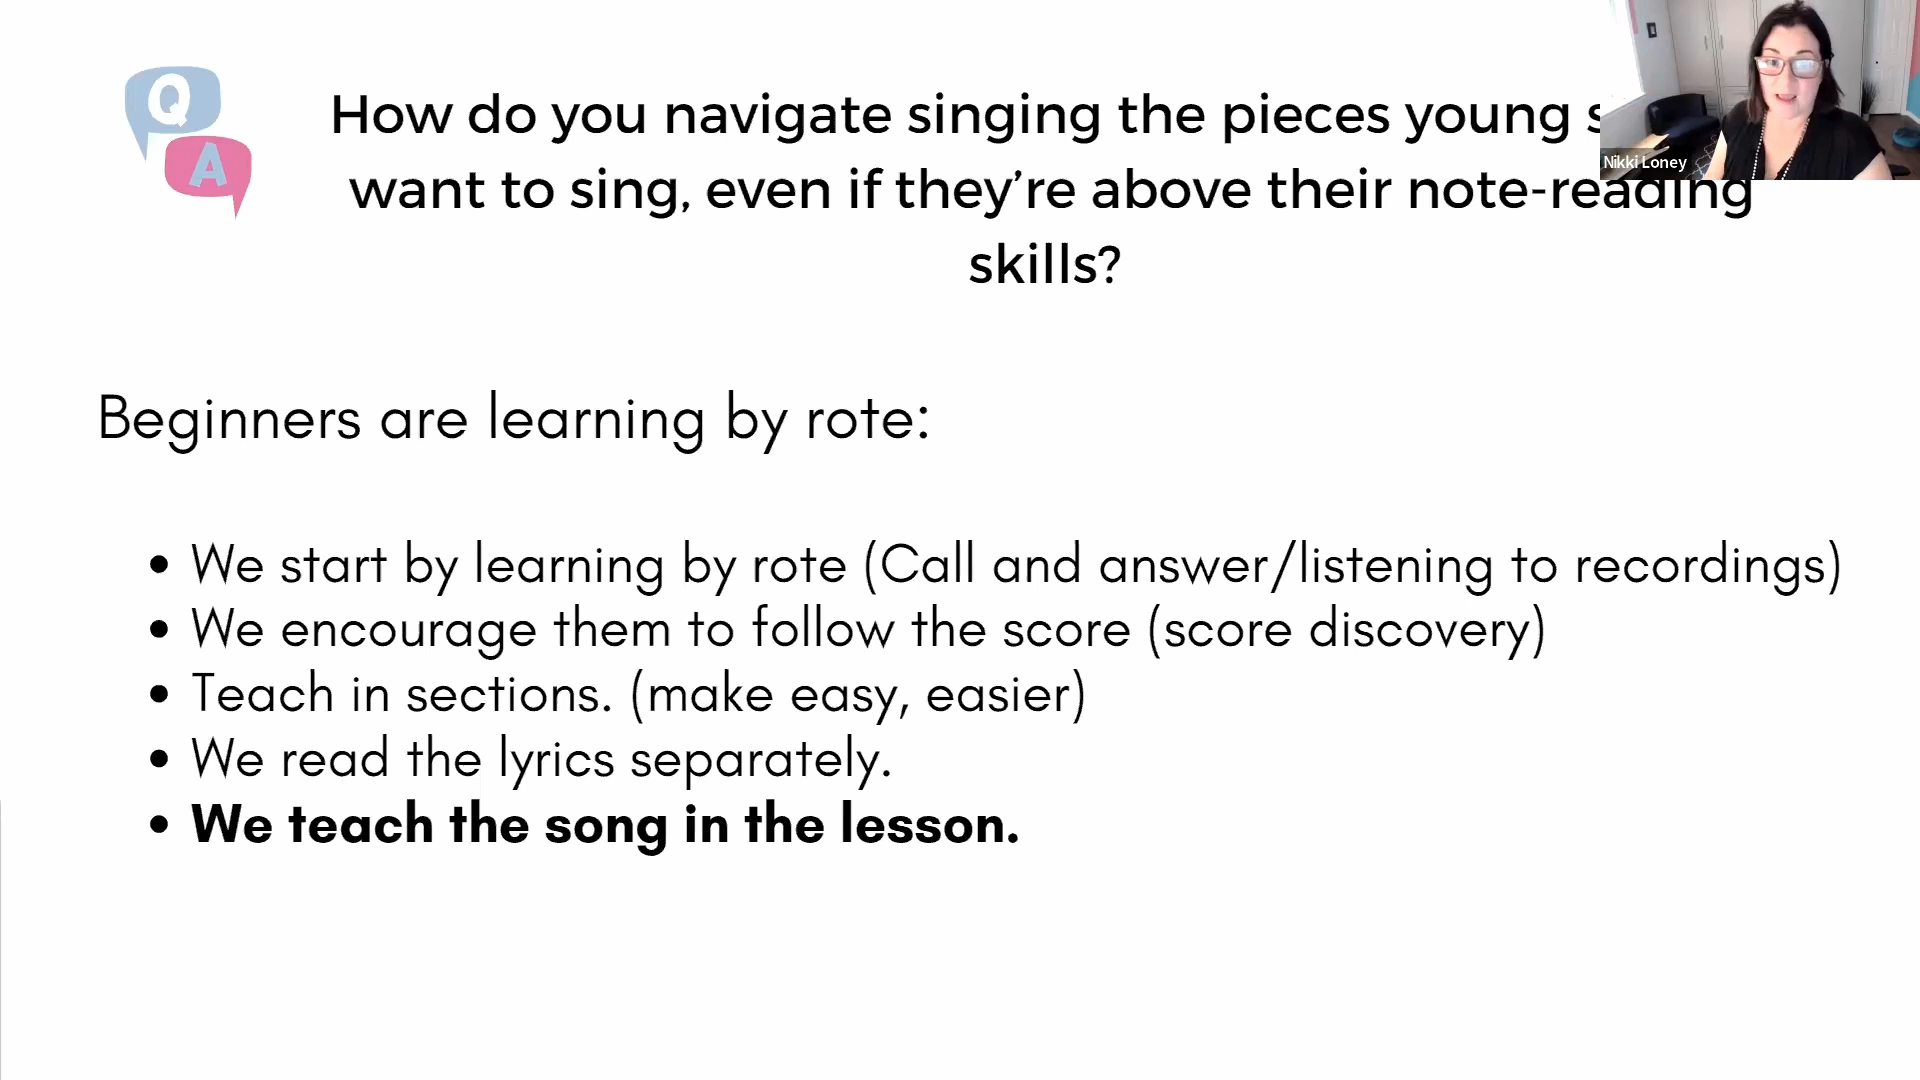 Q
A
How do you navigate singing the pieces young
want to sing, even if they're above their note-reading
skills?
Nikki Loney
Beginners are learning by rote:
• We start by learning by rote (Call and answer/listening to recordings)
• We encourage them to follow the score (score discovery)
• Teach in sections. (make easy, easier)
• We read the lyrics separately.
• We teach the song in the lesson.